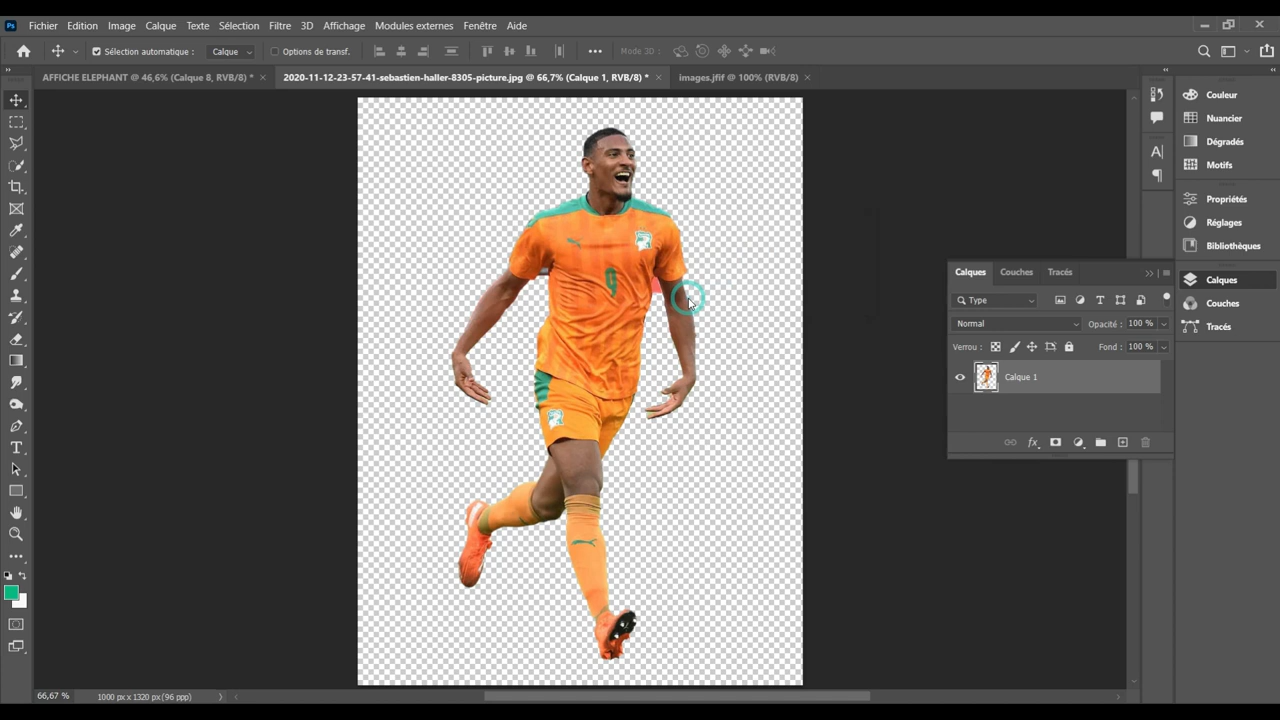 Ps Fichier Edition Image Calque Texte Sélection Filtre 3D Affichage Modules externes Fenêtre Aide
Sélection automatique : Calque Options de transf. Mode 3D :
AFFICHE ELEPHANT @ 46,6% (Calque 8, RVB/8) * 2020-11-12-23-57-41-sebastien-haller-8305-picture.jpg @ 66,7% (Calque 1, RVB/8) * images.jfif @ 100% (RVB/8)
Couleur
Nuancier
Dégradés
Motifs
Propriétés
Réglages
Bibliothèques
Calques
Couches
Tracés
Calques Couches Tracés
Type
Normal Opacité : 100 %
Verrou : Fond : 100 %
Calque 1
fx
9
66,67 % 1000 px x 1320 px (96 ppp)